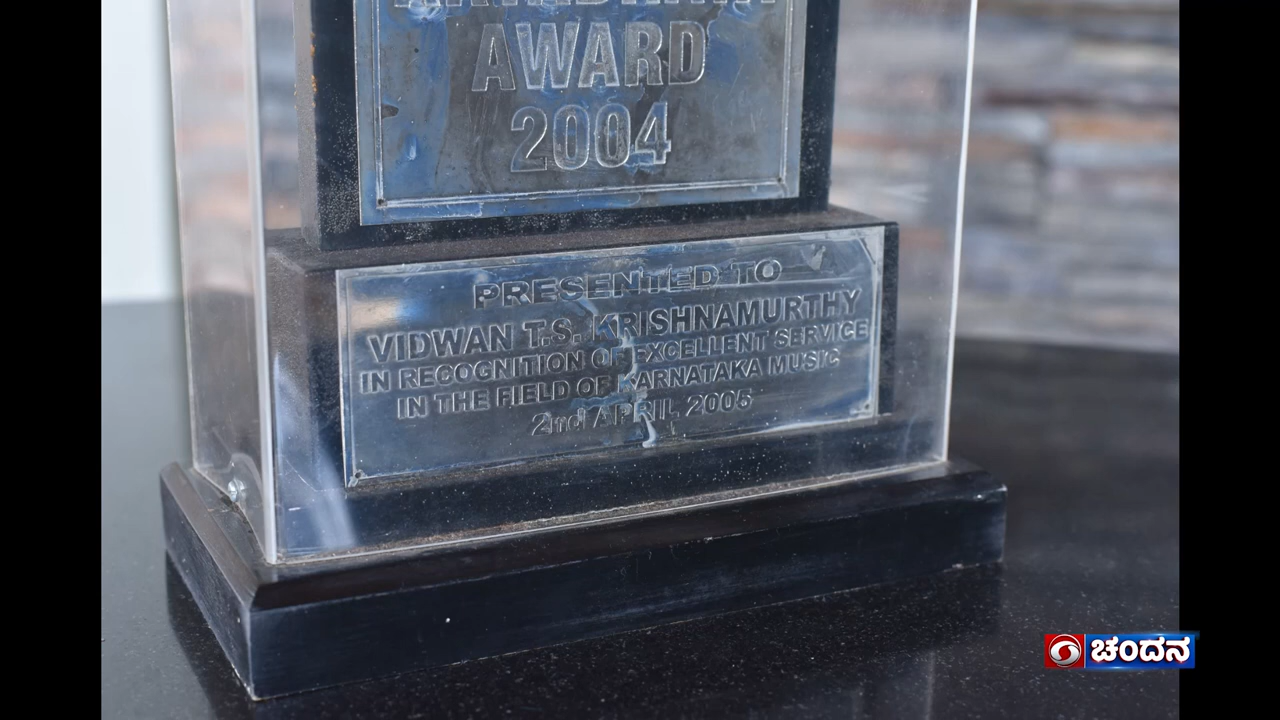 AWARD
2004
PRESENTED TO
VIDWAN T.S. KRISHNAMURTHY
IN RECOGNITION OF EXCELLENT SERVICE
IN THE FIELD OF KARNATAKA MUSIC
2nd APRIL 2005
ಚಂದನ